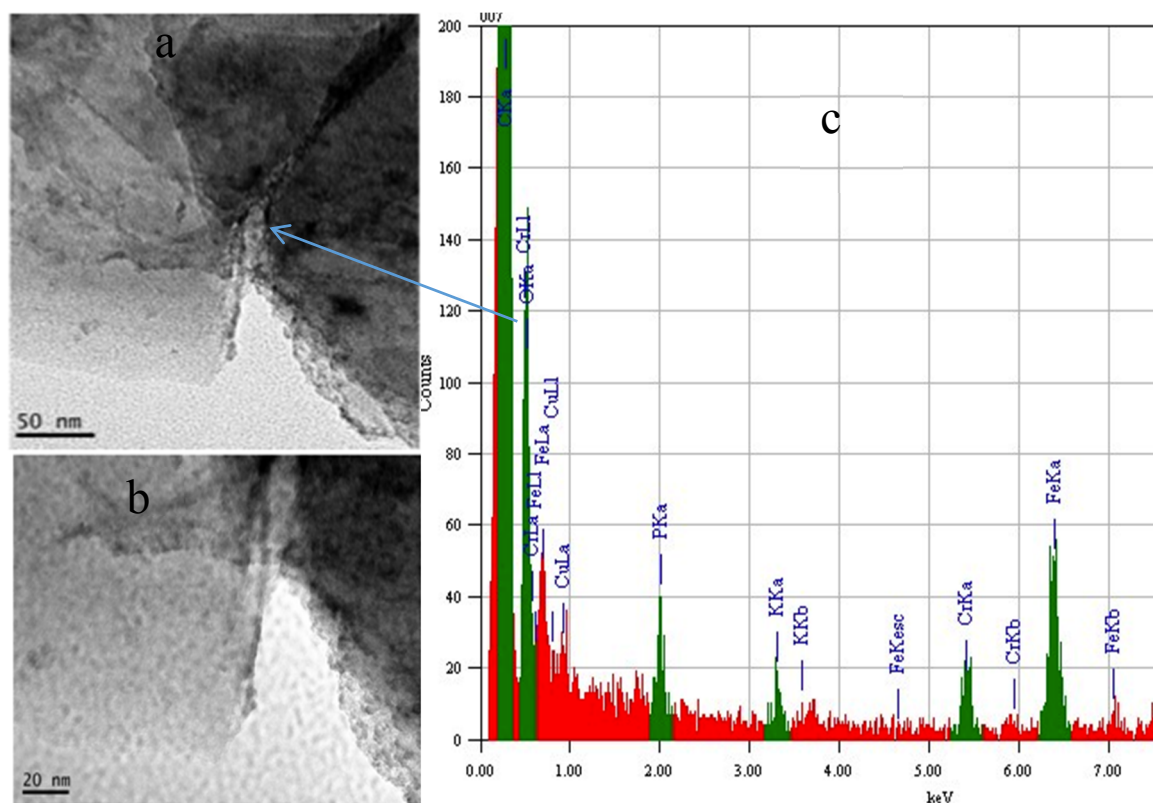 a
50 nm
b
20 nm
007
c
Counts
200
180
160
140
120
100
80
60
40
20
0
CKa
OKa CrLl
CrLa FeLl FeLa CuLl
CuLa
PKa
KKa
KKb
FeKesc
CrKa
CrKb
FeKa
FeKb
0.00 1.00 2.00 3.00 4.00 5.00 6.00 7.00
keV